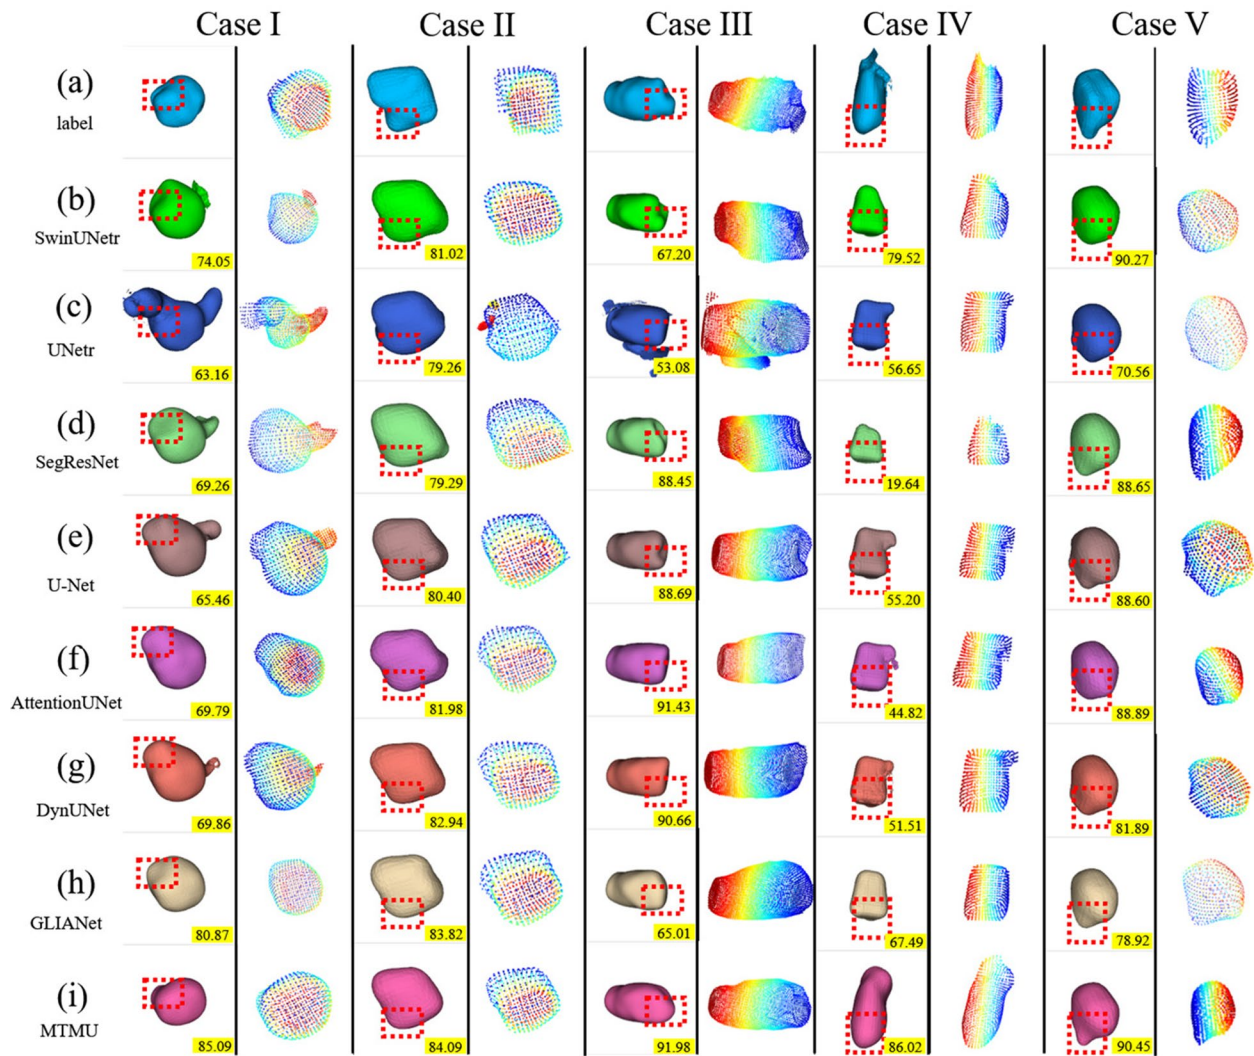 Case I Case II Case III Case IV Case V
(a)
label
(b)
SwinUNetr
74.05 81.02 67.20 79.52 90.27
(c)
UNetr
63.16 79.26 53.08 56.65 70.56
(d)
SegResNet
69.26 79.29 88.45 19.64 88.65
(e)
U-Net
65.46 80.40 88.69 55.20 88.60
(f)
AttentionUNet
69.79 81.98 91.43 44.82 88.89
(g)
DynUNet
69.86 82.94 90.66 51.51 81.89
(h)
GLIANet
80.87 83.82 65.01 67.49 78.92
(i)
MTMU
85.09 84.09 91.98 86.02 90.45